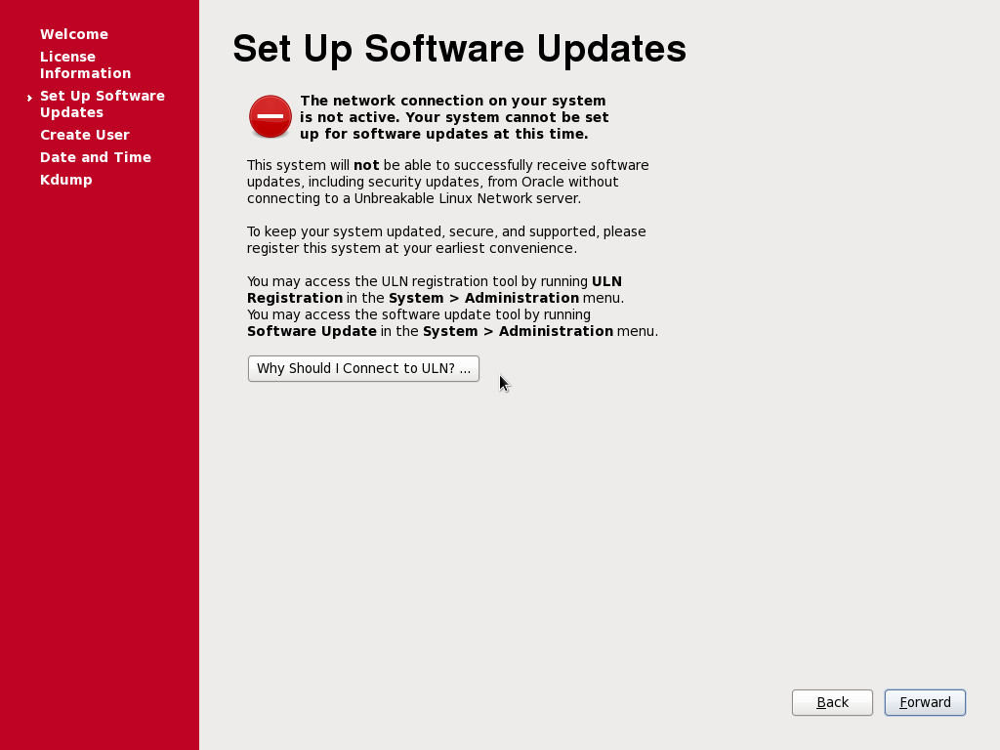 Welcome
License
Information
Set Up Software
Updates
Create User
Date and Time
Kdump
Set Up Software Updates
The network connection on your system
is not active. Your system cannot be set
up for software updates at this time.
This system will not be able to successfully receive software
updates, including security updates, from Oracle without
connecting to a Unbreakable Linux Network server.
To keep your system updated, secure, and supported, please
register this system at your earliest convenience.
You may access the ULN registration tool by running ULN
Registration in the System > Administration menu.
You may access the software update tool by running
Software Update in the System > Administration menu.
Why Should I Connect to ULN? ...
Back
Forward